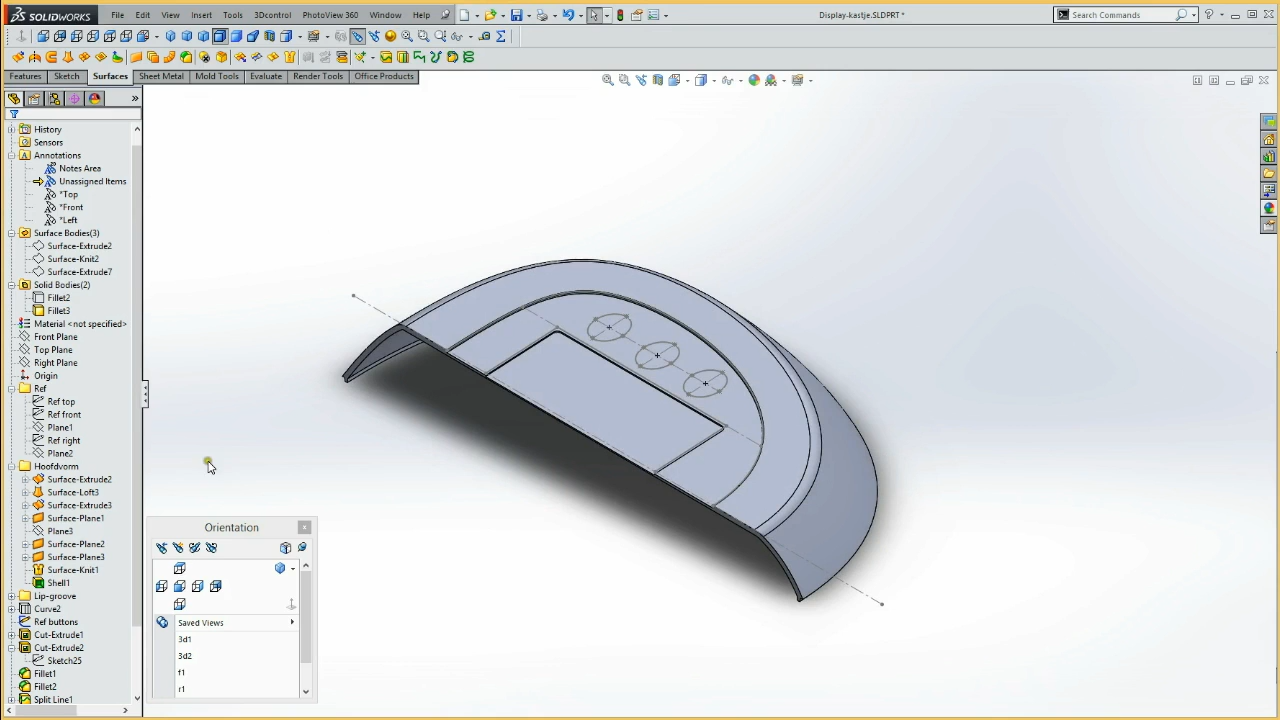 SOLIDWORKS File Edit View Insert Tools 3Dcontrol PhotoView 360 Window Help Display-kastje.SLDPRT * Search Commands
Features Sketch Surfaces Sheet Metal Mold Tools Evaluate Render Tools Office Products
History
Sensors
Annotations
Notes Area
Unassigned Items
*Top
*Front
*Left
Surface Bodies(3)
Surface-Extrude2
Surface-Knit2
Surface-Extrude7
Solid Bodies(2)
Fillet2
Fillet3
Material <not specified>
Front Plane
Top Plane
Right Plane
Origin
Ref
Ref top
Ref front
Plane1
Ref right
Plane2
Hoofdvorm
Surface-Extrude2
Surface-Loft3
Surface-Extrude3
Surface-Plane1
Plane3
Surface-Plane2
Surface-Plane3
Surface-Knit1
Shell1
Lip-groove
Curve2
Ref buttons
Cut-Extrude1
Cut-Extrude2
Sketch25
Fillet1
Fillet2
Split Line1
Orientation
Saved Views
3d1
3d2
f1
r1